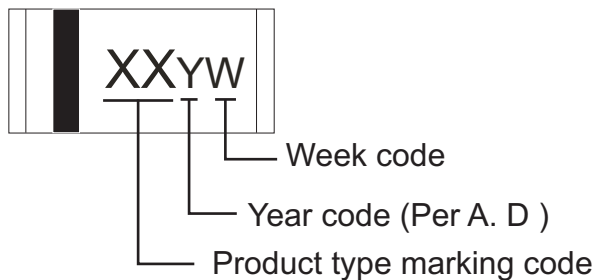 XXYW
Week code
Year code (Per A. D )
Product type marking code